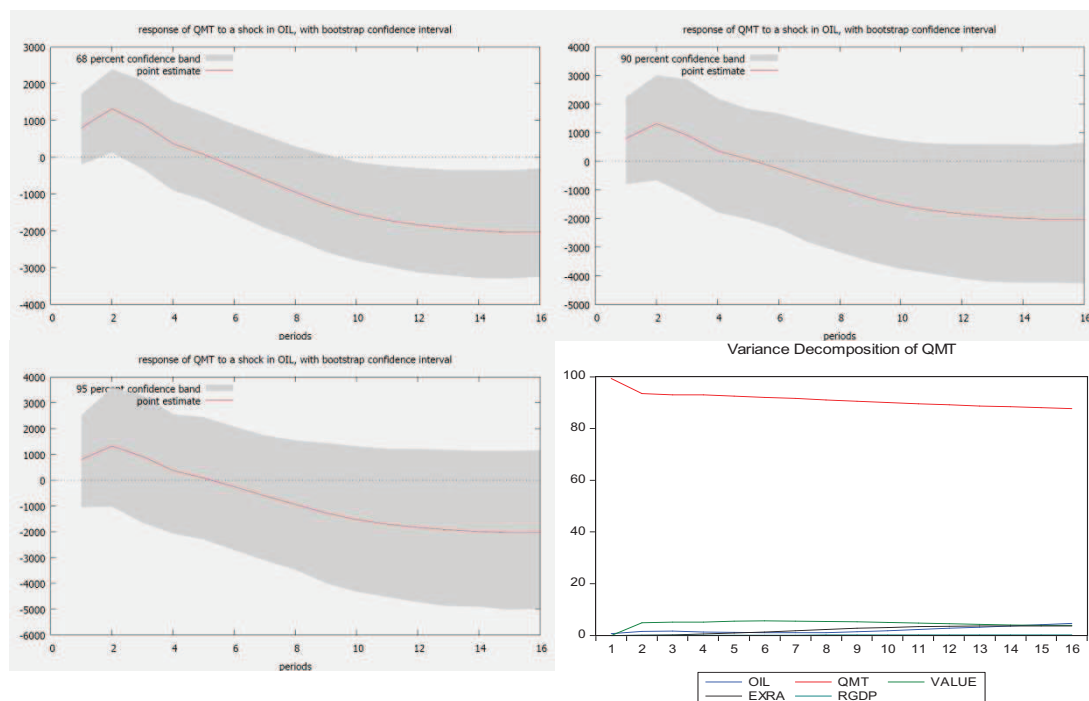 response of QMT to a shock in OIL, with bootstrap confidence interval
3000
68 percent confidence band
point estimate
2000
1000
0
-1000
-2000
-3000
-4000
0 2 4 6 8 10 12 14 16
periods
response of QMT to a shock in OIL, with bootstrap confidence interval
4000
90 percent confidence band
point estimate
3000
2000
1000
0
-1000
-2000
-3000
-4000
-5000
0 2 4 6 8 10 12 14 16
periods
response of QMT to a shock in OIL, with bootstrap confidence interval
4000
95 percent confidence band
point estimate
3000
2000
1000
0
-1000
-2000
-3000
-4000
-5000
-6000
0 2 4 6 8 10 12 14 16
periods
Variance Decomposition of QMT
100
80
60
40
20
0
1 2 3 4 5 6 7 8 9 10 11 12 13 14 15 16
OIL QMT VALUE
EXRA RGDP